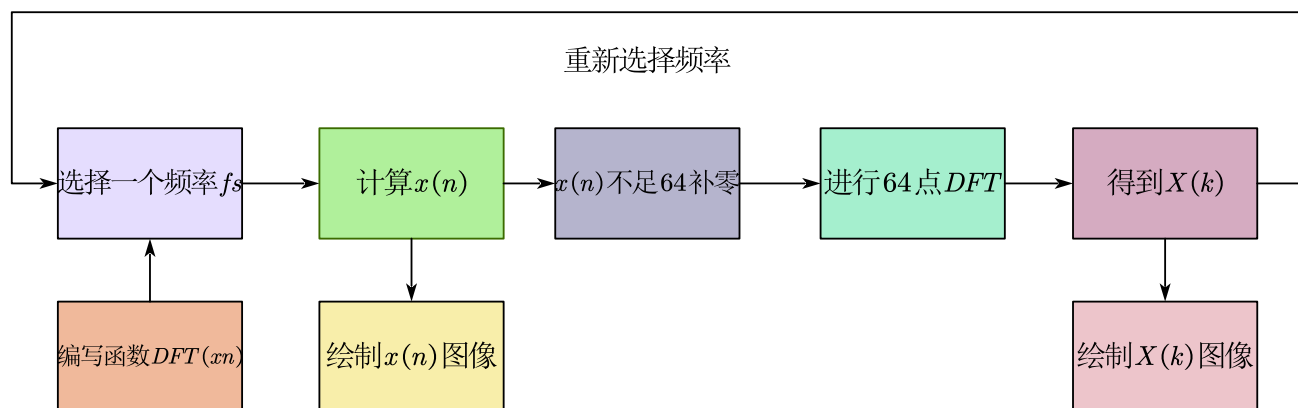 重新选择频率
选择一个频率fs
计算x(n)
x(n)不足64补零
进行64点DFT
得到X(k)
编写函数DFT(xn)
绘制x(n)图像
绘制X(k)图像